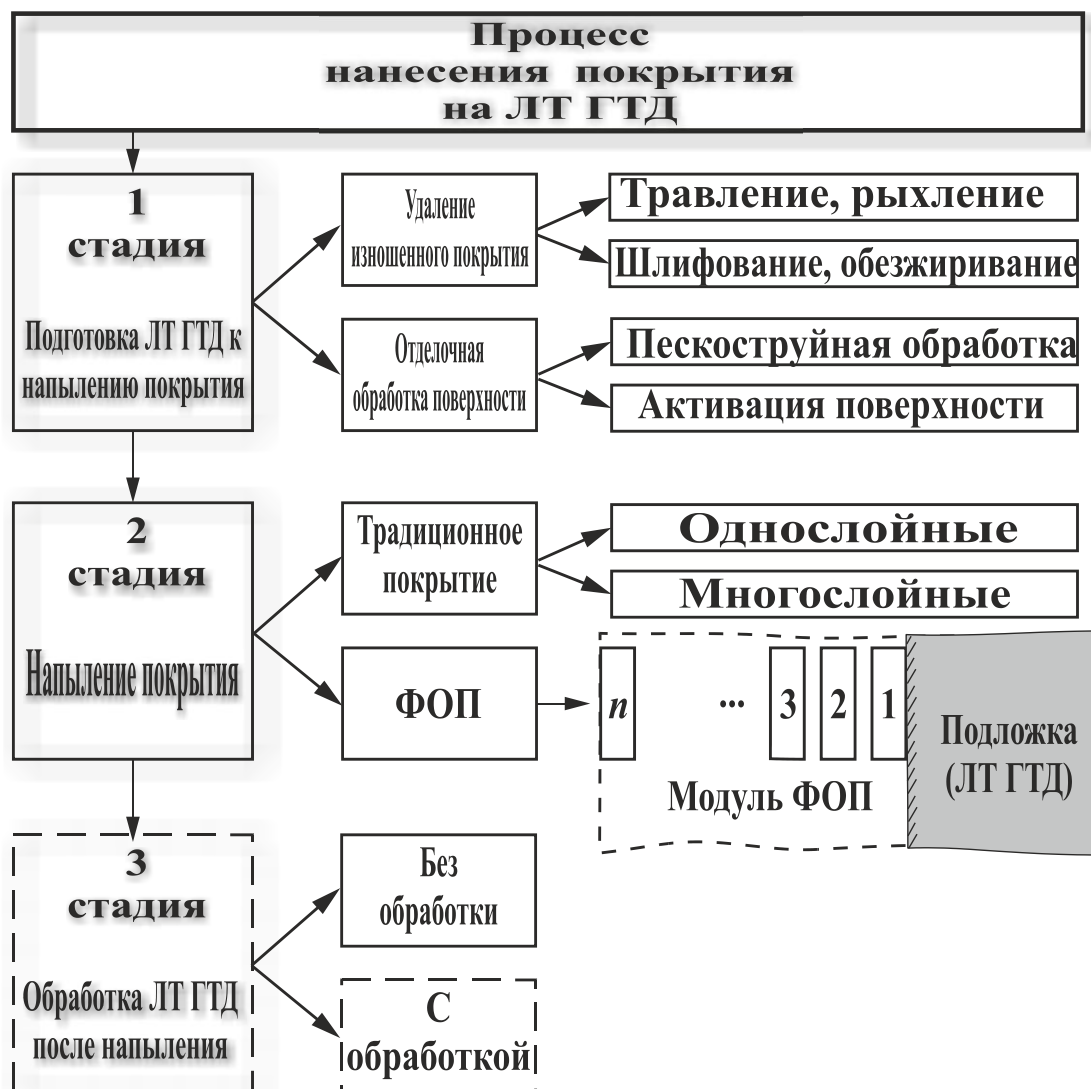 Процесс
нанесения покрытия
на ЛТ ГТД
1
стадия
Подготовка ЛТ ГТД к
напылению покрытия
Удаление
изношенного покрытия
Травление, рыхление
Шлифование, обезжиривание
Отделочная
обработка поверхности
Пескоструйная обработка
Активация поверхности
2
стадия
Напыление покрытия
Традиционное
покрытие
Однослойные
Многослойные
ФОП
n ... 3 2 1
Модуль ФОП
Подложка
(ЛТ ГТД)
3
стадия
Обработка ЛТ ГТД
после напыления
Без
обработки
С
обработкой